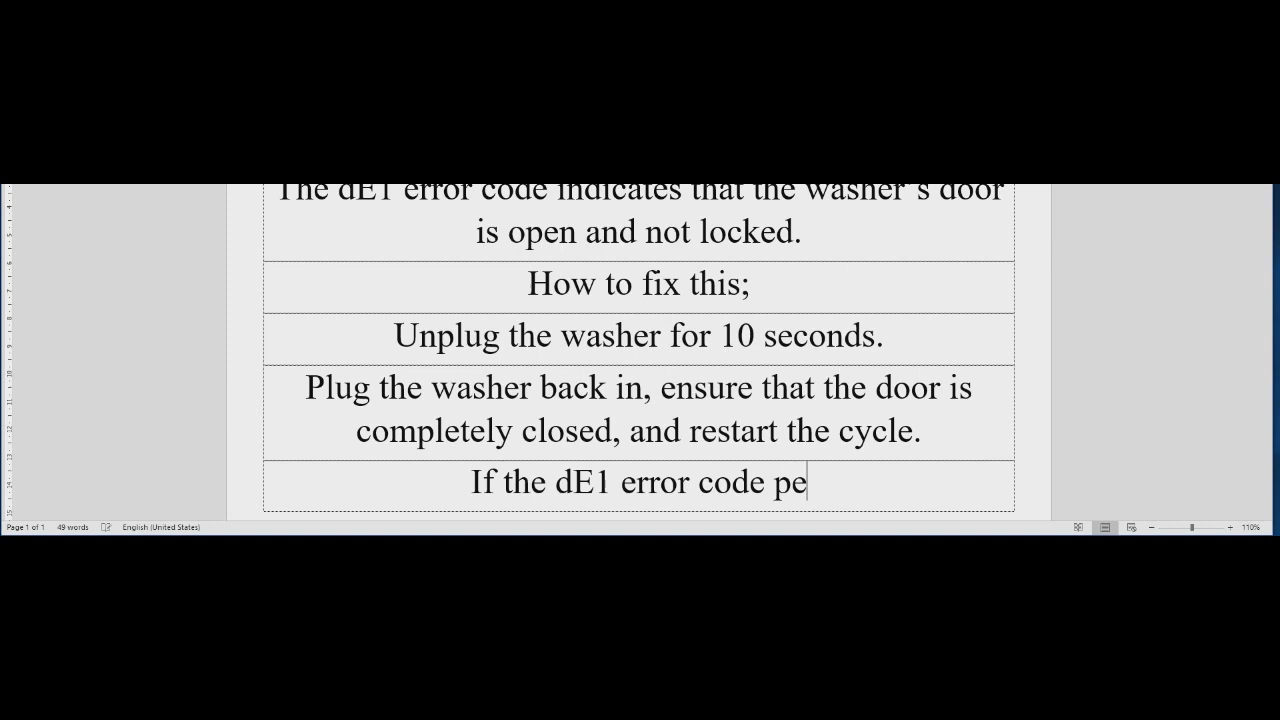 The dE1 error code indicates that the washer's door
is open and not locked.
How to fix this;
Unplug the washer for 10 seconds.
Plug the washer back in, ensure that the door is
completely closed, and restart the cycle.
If the dE1 error code pe
Page 1 of 1 49 words English (United States) 110%